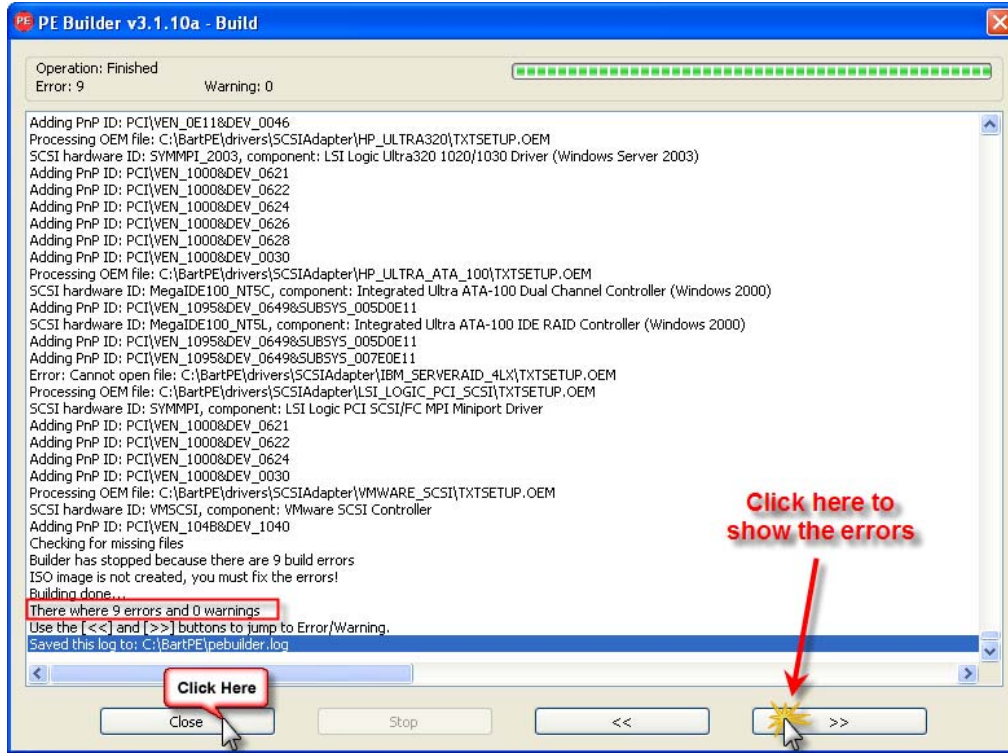 PE Builder v3.1.10a - Build
Operation: Finished
Error: 9 Warning: 0
Adding PnP ID: PCI\VEN_0E11&DEV_0046
Processing OEM file: C:\BartPE\drivers\SCSIAdapter\HP_ULTRA320\TXTSETUP.OEM
SCSI hardware ID: SYMMPI_2003, component: LSI Logic Ultra320 1020/1030 Driver (Windows Server 2003)
Adding PnP ID: PCI\VEN_1000&DEV_0621
Adding PnP ID: PCI\VEN_1000&DEV_0622
Adding PnP ID: PCI\VEN_1000&DEV_0624
Adding PnP ID: PCI\VEN_1000&DEV_0626
Adding PnP ID: PCI\VEN_1000&DEV_0628
Adding PnP ID: PCI\VEN_1000&DEV_0030
Processing OEM file: C:\BartPE\drivers\SCSIAdapter\HP_ULTRA_ATA_100\TXTSETUP.OEM
SCSI hardware ID: MegaIDE100_NT5C, component: Integrated Ultra ATA-100 Dual Channel Controller (Windows 2000)
Adding PnP ID: PCI\VEN_1095&DEV_0649&SUBSYS_005D0E11
SCSI hardware ID: MegaIDE100_NT5L, component: Integrated Ultra ATA-100 IDE RAID Controller (Windows 2000)
Adding PnP ID: PCI\VEN_1095&DEV_0649&SUBSYS_005D0E11
Adding PnP ID: PCI\VEN_1095&DEV_0649&SUBSYS_007E0E11
Error: Cannot open file: C:\BartPE\drivers\SCSIAdapter\IBM_SERVERAID_4LX\TXTSETUP.OEM
Processing OEM file: C:\BartPE\drivers\SCSIAdapter\LSI_LOGIC_PCI_SCSI\TXTSETUP.OEM
SCSI hardware ID: SYMMPI, component: LSI Logic PCI SCSI/FC MPI Miniport Driver
Adding PnP ID: PCI\VEN_1000&DEV_0621
Adding PnP ID: PCI\VEN_1000&DEV_0622
Adding PnP ID: PCI\VEN_1000&DEV_0624
Adding PnP ID: PCI\VEN_1000&DEV_0030
Processing OEM file: C:\BartPE\drivers\SCSIAdapter\VMWARE_SCSI\TXTSETUP.OEM
SCSI hardware ID: VMSCSI, component: VMware SCSI Controller
Adding PnP ID: PCI\VEN_104B&DEV_1040
Checking for missing files
Builder has stopped because there are 9 build errors
ISO image is not created, you must fix the errors!
Building done...
There where 9 errors and 0 warnings
Use the [<<] and [>>] buttons to jump to Error/Warning.
Saved this log to: C:\BartPE\pebuilder.log
Click here to
show the errors
Click Here
Close Stop << >>